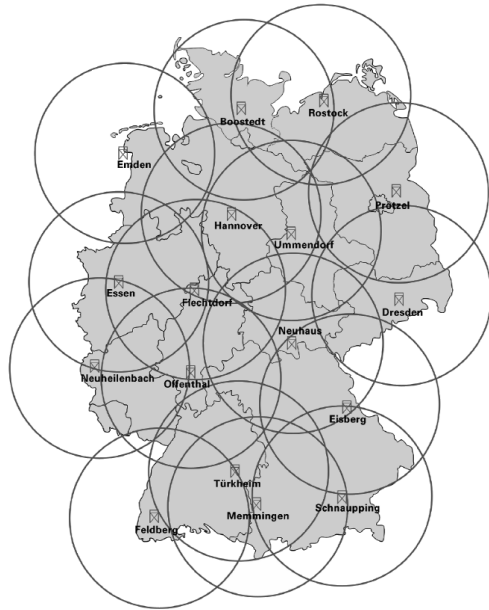 Rostock
Boostedt
Emden
Prötzel
Hannover
Ummendorf
Essen
Flechtdorf
Dresden
Neuhaus
Neuheilenbach
Offenthal
Eisberg
Türkheim
Schnaupping
Memmingen
Feldberg